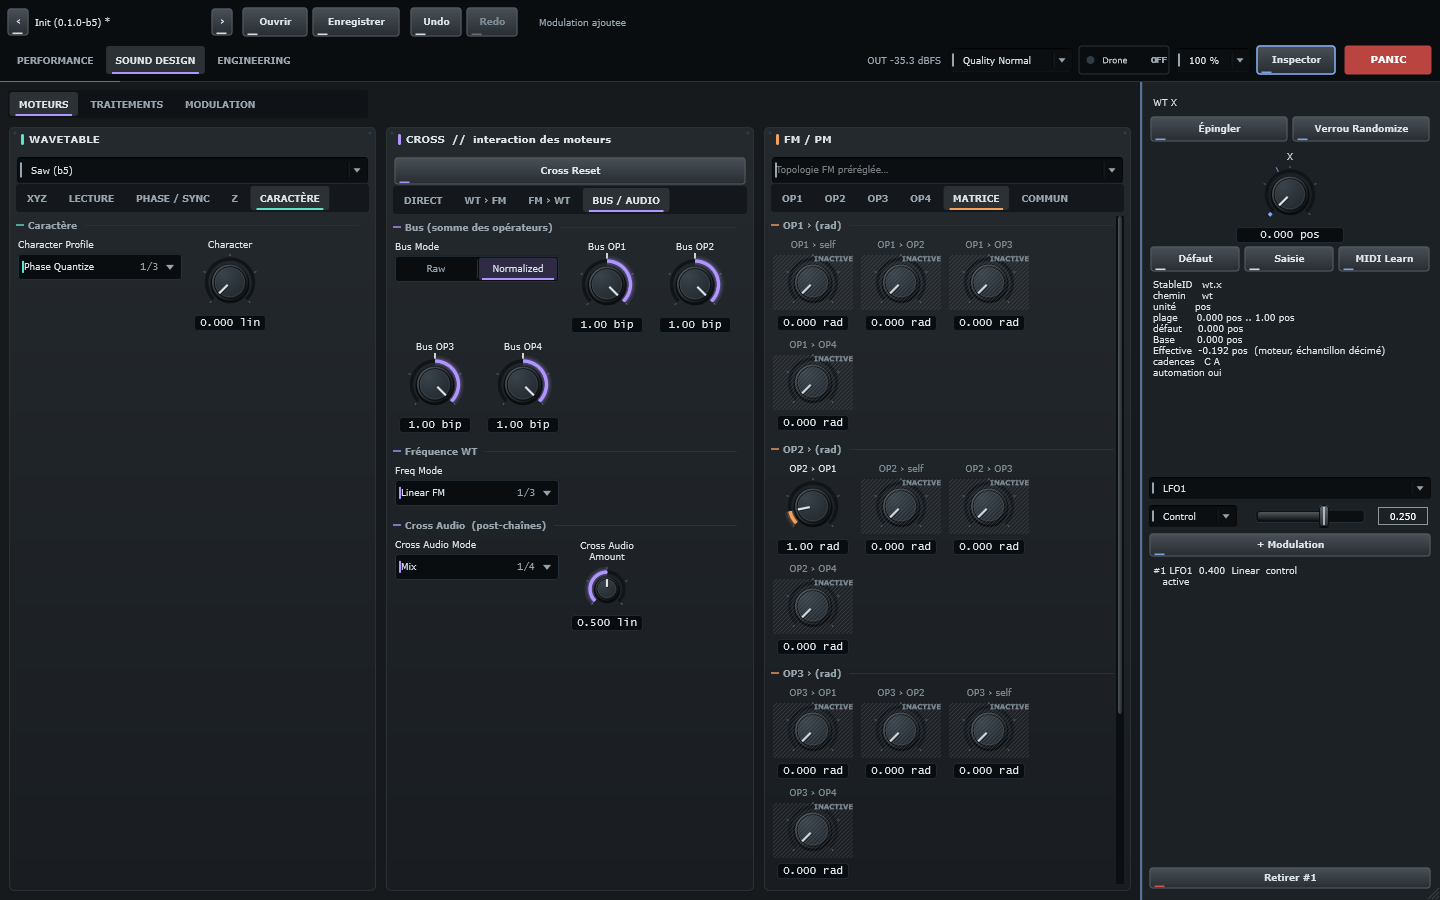 Init (0.1.0-b5) *
Ouvrir
Enregistrer
Undo
Redo
Modulation ajoutee
PERFORMANCE
SOUND DESIGN
ENGINEERING
OUT -35.3 dBFS
Quality Normal
Drone
OFF
100 %
Inspector
PANIC
MOTEURS
TRAITEMENTS
MODULATION
WAVETABLE
Saw (b5)
XYZ
LECTURE
PHASE / SYNC
Z
CARACTÈRE
Caractère
Character Profile
Character
Phase Quantize 1/3
0.000 lin
CROSS // interaction des moteurs
Cross Reset
DIRECT
WT › FM
FM › WT
BUS / AUDIO
Bus (somme des opérateurs)
Bus Mode
Bus OP1
Bus OP2
Raw
Normalized
1.00 bip
1.00 bip
Bus OP3
Bus OP4
1.00 bip
1.00 bip
Fréquence WT
Freq Mode
Linear FM 1/3
Cross Audio (post-chaînes)
Cross Audio Mode
Cross Audio
Amount
Mix 1/4
0.500 lin
FM / PM
Topologie FM préréglée...
OP1
OP2
OP3
OP4
MATRICE
COMMUN
OP1 › (rad)
OP1 › self
OP1 › OP2
OP1 › OP3
INACTIVE
INACTIVE
INACTIVE
0.000 rad
0.000 rad
0.000 rad
OP1 › OP4
INACTIVE
0.000 rad
OP2 › (rad)
OP2 › OP1
OP2 › self
OP2 › OP3
INACTIVE
INACTIVE
1.00 rad
0.000 rad
0.000 rad
OP2 › OP4
INACTIVE
0.000 rad
OP3 › (rad)
OP3 › OP1
OP3 › OP2
OP3 › self
INACTIVE
INACTIVE
INACTIVE
0.000 rad
0.000 rad
0.000 rad
OP3 › OP4
INACTIVE
0.000 rad
WT X
Épingler
Verrou Randomize
X
0.000 pos
Défaut
Saisie
MIDI Learn
StableID wt.x
chemin wt
unité pos
plage 0.000 pos .. 1.00 pos
défaut 0.000 pos
Base 0.000 pos
Effective -0.192 pos (moteur, échantillon décimé)
cadences C A
automation oui
LFO1
Control
0.250
+ Modulation
#1 LFO1 0.400 Linear control
active
Retirer #1